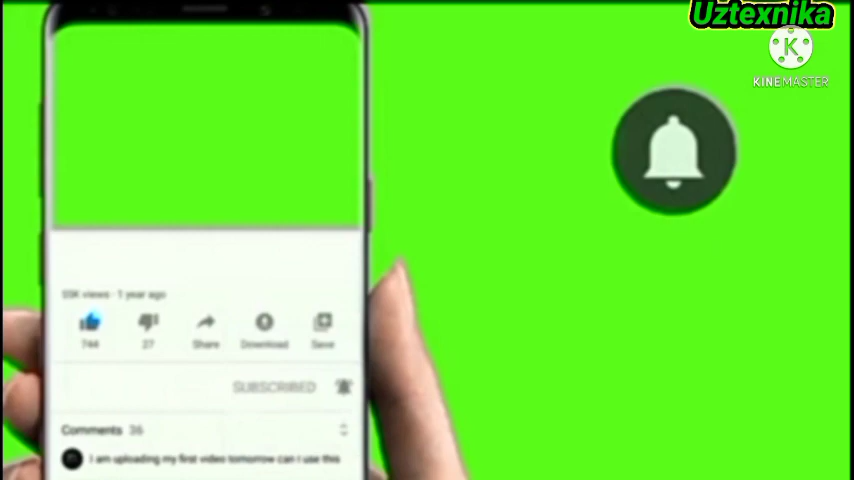 Uztexnika
K
KINEMASTER
55K views · 1 year ago
744
27
Share
Download
Save
SUBSCRIBED
Comments 36
I am uploading my first video tomorrow can I use this